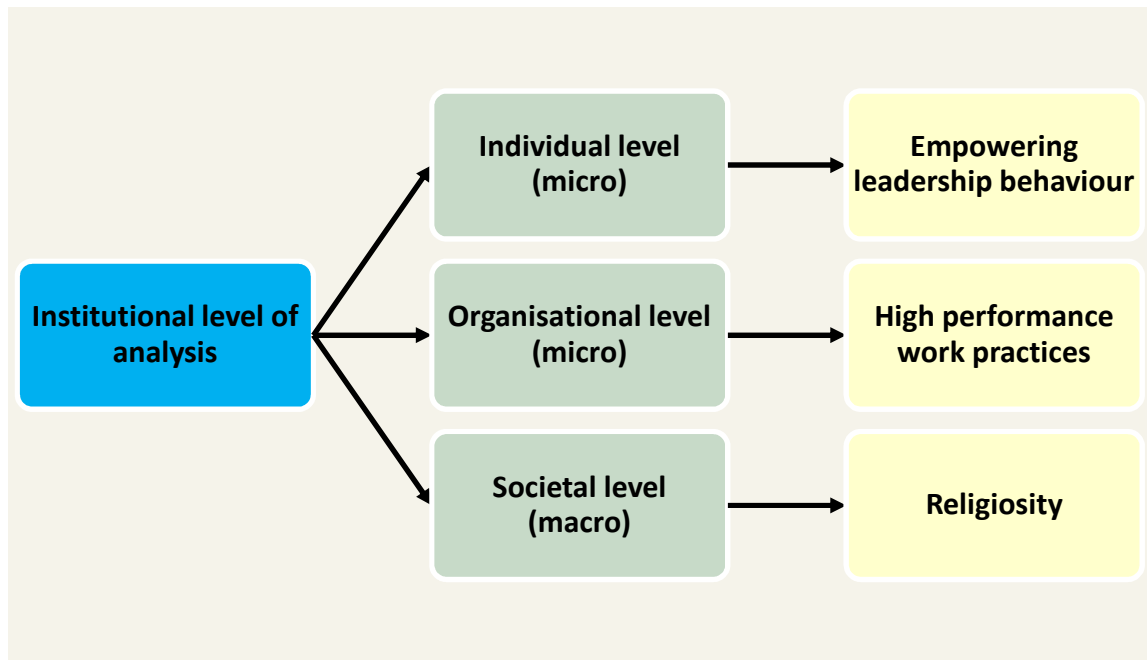 Institutional level of
analysis
Individual level
(micro)
Empowering
leadership behaviour
Organisational level
(micro)
High performance
work practices
Societal level
(macro)
Religiosity